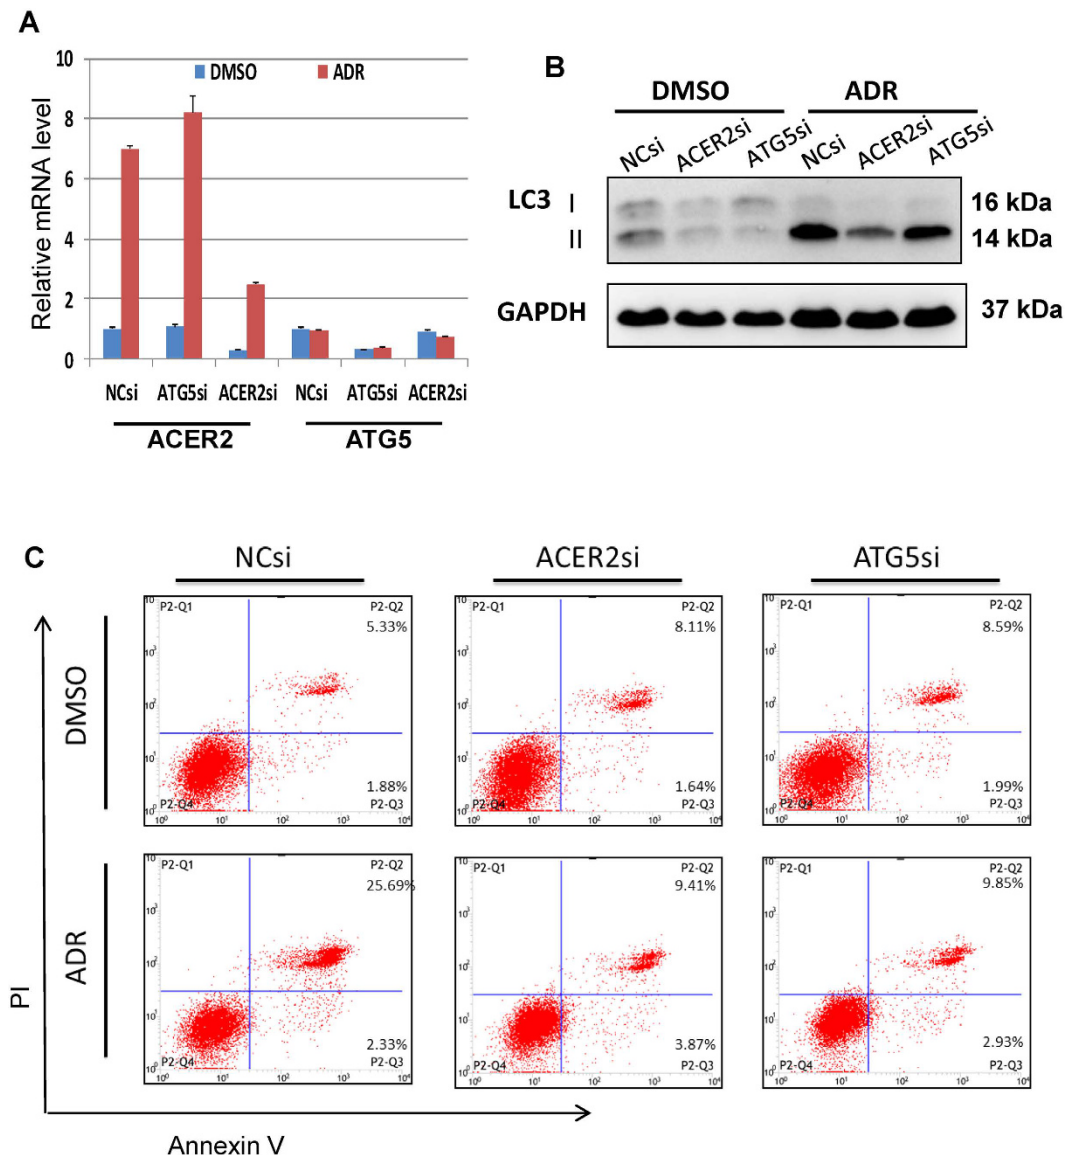 A
10
8
6
4
2
0
Relative mRNA level
DMSO ADR
NCsi ATG5si ACER2si NCsi ATG5si ACER2si
ACER2 ATG5
B
DMSO ADR
NCsi ACER2si ATG5si NCsi ACER2si ATG5si
LC3 I 16 kDa
II 14 kDa
GAPDH 37 kDa
C
NCsi ACER2si ATG5si
DMSO
P2-Q1 P2-Q2
5.33%
1.88%
P2-Q4 P2-Q3
P2-Q1 P2-Q2
8.11%
1.64%
P2-Q4 P2-Q3
P2-Q1 P2-Q2
8.59%
1.99%
P2-Q4 P2-Q3
ADR
P2-Q1 P2-Q2
25.69%
2.33%
P2-Q4 P2-Q3
P2-Q1 P2-Q2
9.41%
3.87%
P2-Q4 P2-Q3
P2-Q1 P2-Q2
9.85%
2.93%
P2-Q4 P2-Q3
PI
Annexin V